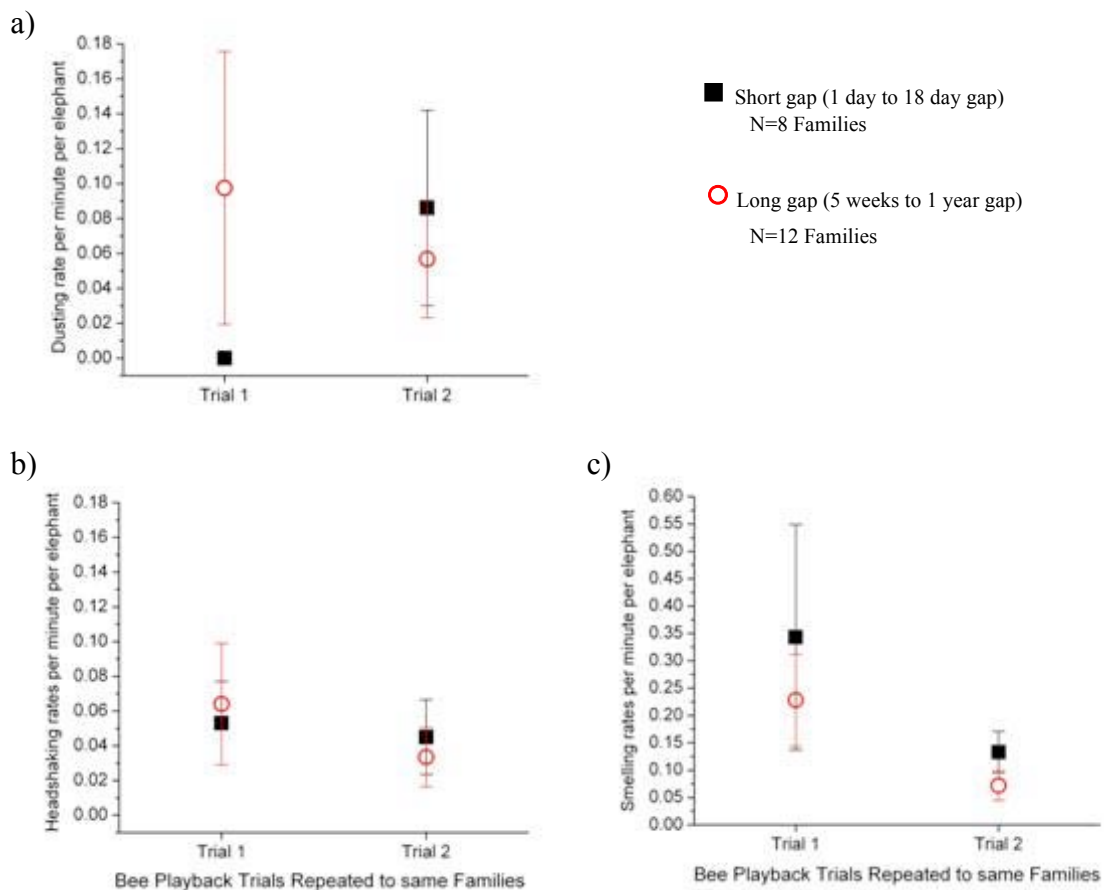 a)
Dusting rate per minute per elephant
0.18
0.16
0.14
0.12
0.10
0.08
0.06
0.04
0.02
0.00
Trial 1 Trial 2
Short gap (1 day to 18 day gap)
N=8 Families
Long gap (5 weeks to 1 year gap)
N=12 Families
b)
Headshaking rates per minute per elephant
0.18
0.16
0.14
0.12
0.10
0.08
0.06
0.04
0.02
0.00
Trial 1 Trial 2
Bee Playback Trials Repeated to same Families
c)
Smelling rates per minute per elephant
0.60
0.55
0.50
0.45
0.40
0.35
0.30
0.25
0.20
0.15
0.10
0.05
0.00
Trial 1 Trial 2
Bee Playback Trials Repeated to same Families